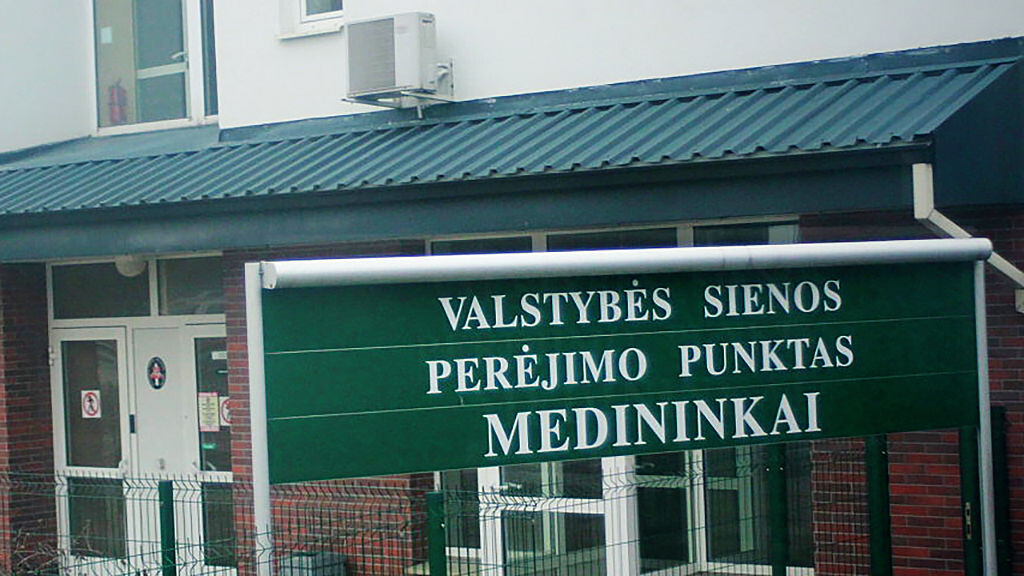 VALSTYBĖS SIENOS
PERĖJIMO PUNKTAS
MEDININKAI